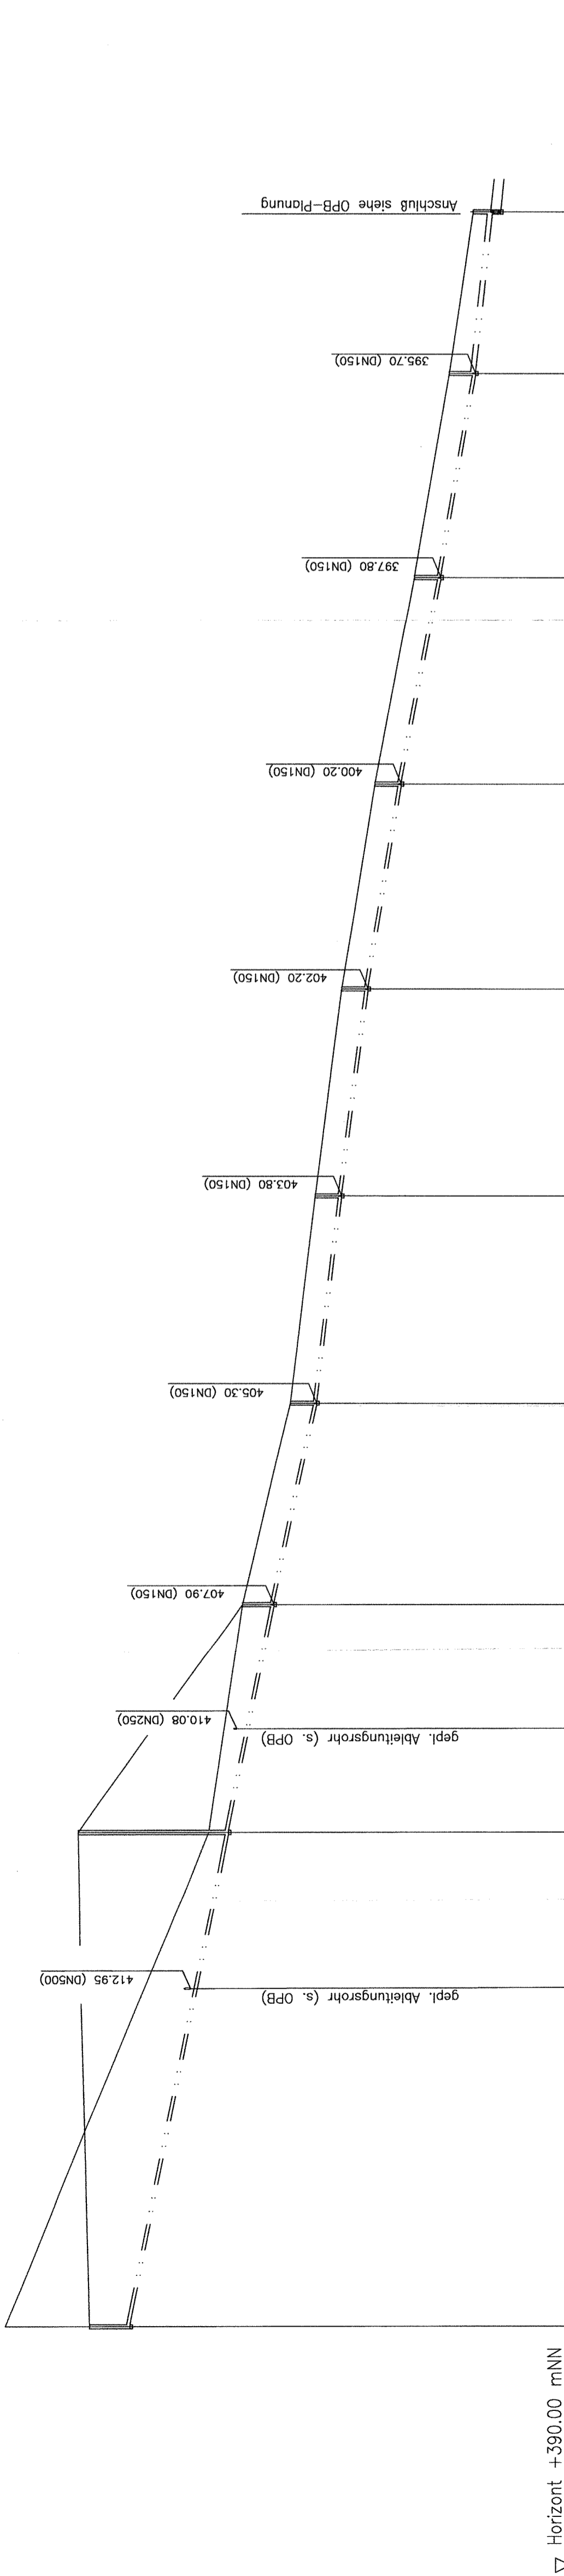 Anschluß siehe OPB-Planung
395.70 (DN150)
397.80 (DN150)
400.20 (DN150)
402.20 (DN150)
403.80 (DN150)
405.30 (DN150)
407.90 (DN150)
410.08 (DN250)
gepl. Ableitungsrohr (s. OPB)
412.95 (DN500)
gepl. Ableitungsrohr (s. OPB)
Horizont +390.00 mNN